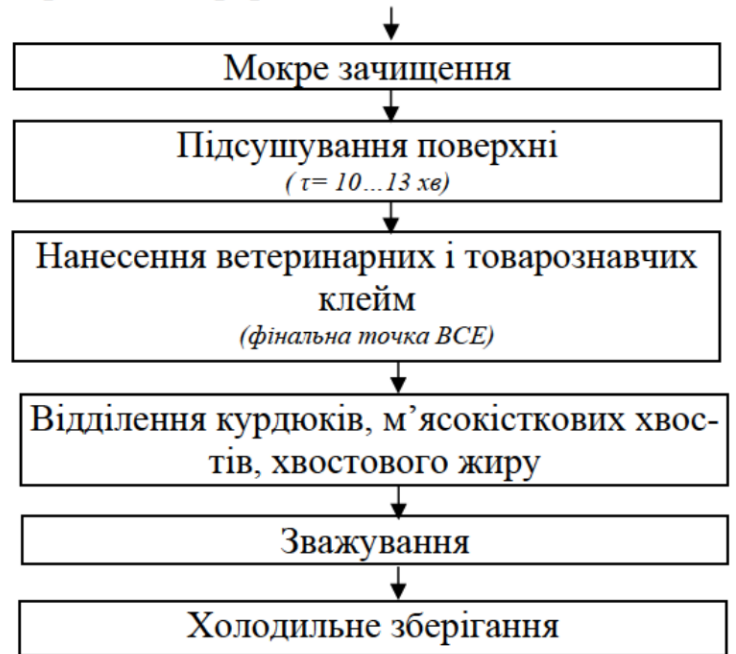 Мокре зачищення
Підсушування поверхні
( τ= 10…13 хв)
Нанесення ветеринарних і товарознавчих
клейм
(фінальна точка ВСЕ)
Відділення курдюків, м’ясокісткових хвос-
тів, хвостового жиру
Зважування
Холодильне зберігання